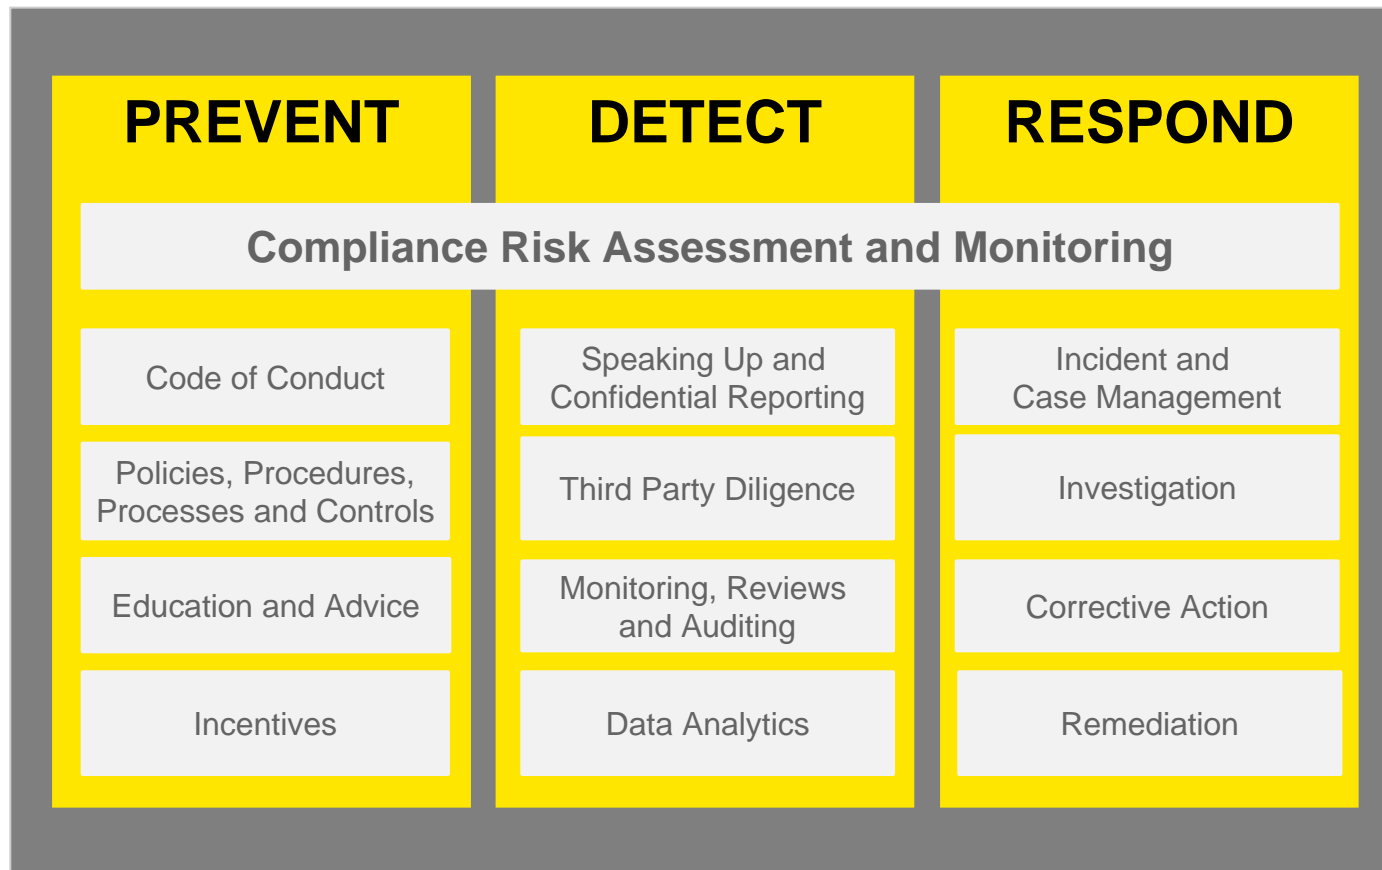 PREVENT
DETECT
RESPOND
Compliance Risk Assessment and Monitoring
Code of Conduct
Policies, Procedures,
Processes and Controls
Education and Advice
Incentives
Speaking Up and
Confidential Reporting
Third Party Diligence
Monitoring, Reviews
and Auditing
Data Analytics
Incident and
Case Management
Investigation
Corrective Action
Remediation